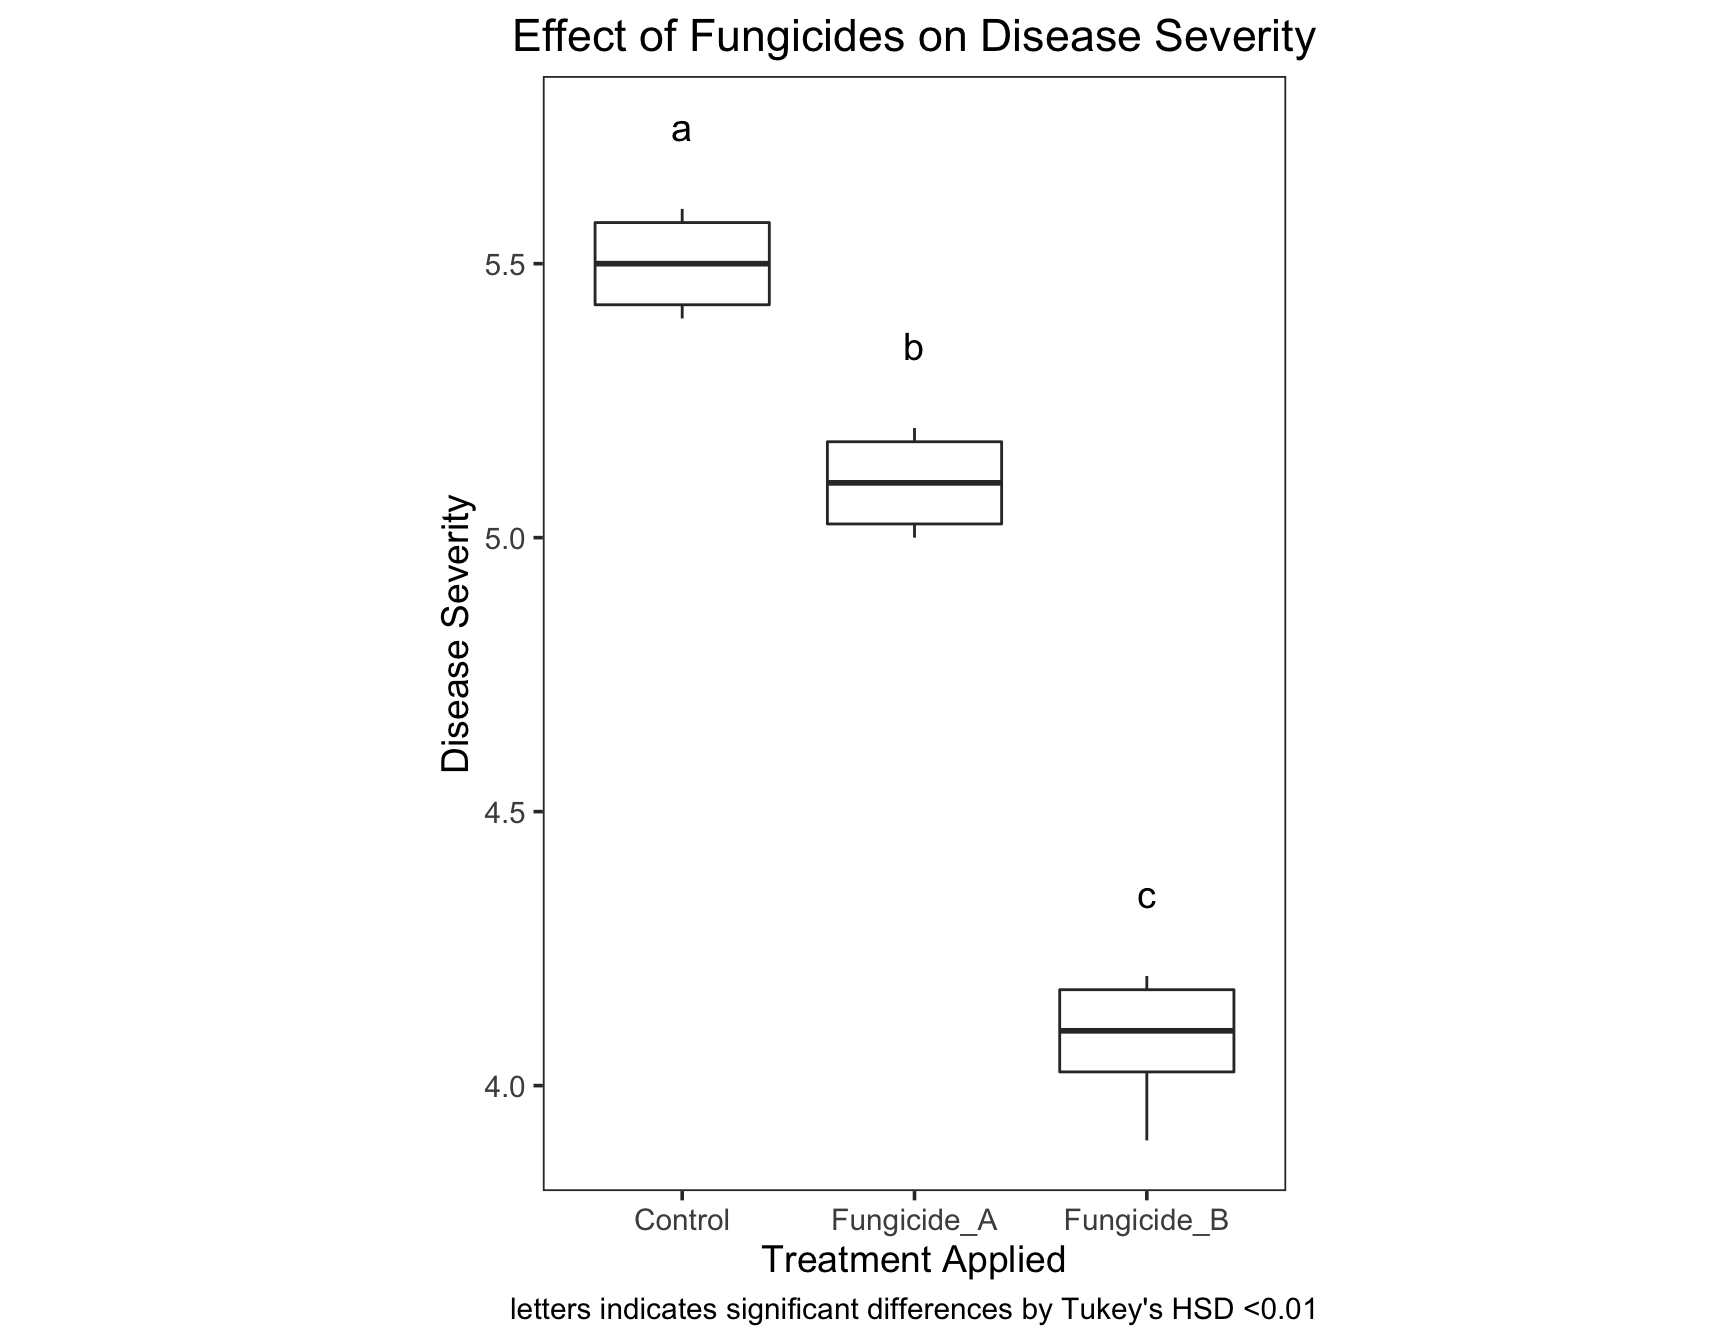 Effect of Fungicides on Disease Severity
a
5.5
b
Disease Severity
5.0
4.5
c
4.0
Control Fungicide_A Fungicide_B
Treatment Applied
letters indicates significant differences by Tukey's HSD <0.01